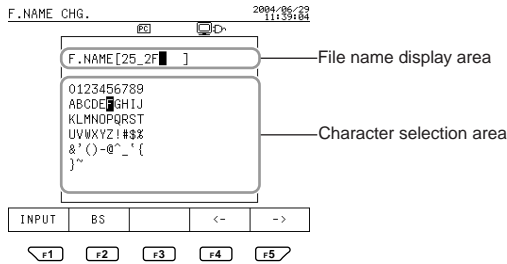 F.NAME CHG.
2004/06/29
11:39:04
PC
F.NAME[25_2F ]
File name display area
0123456789
ABCDEFGHIJ
KLMNOPQRST
UVWXYZ!#$%
&'()-@^_`{
}~
Character selection area
INPUT BS <- ->
F1 F2 F3 F4 F5